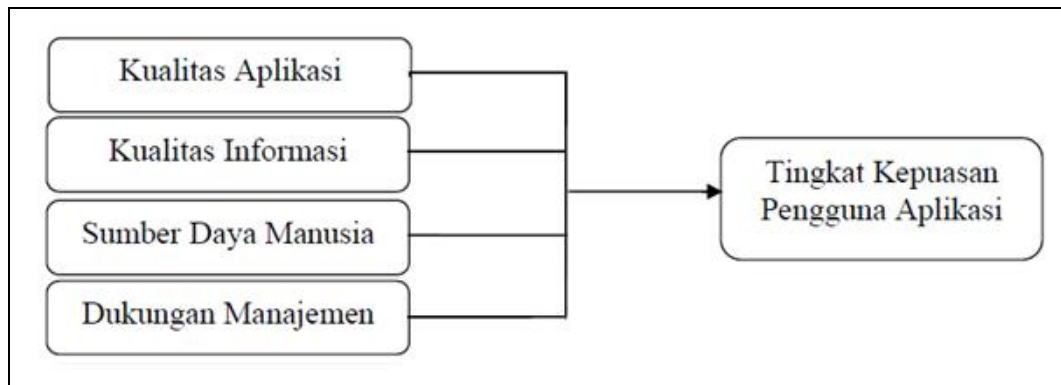 Kualitas Aplikasi
Kualitas Informasi
Sumber Daya Manusia
Dukungan Manajemen
Tingkat Kepuasan
Pengguna Aplikasi